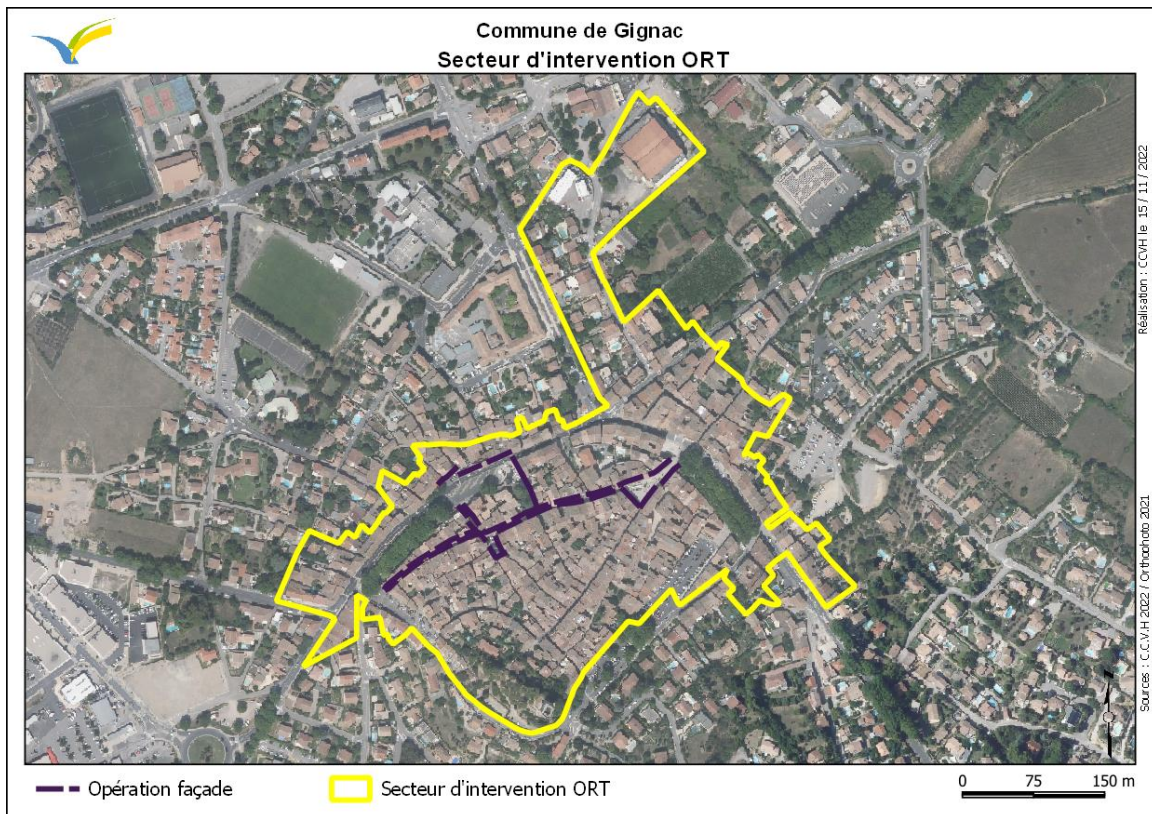 Commune de Gignac
Secteur d'intervention ORT
Réalisation : CCVH le 15 / 11 / 2022
Sources : C.C.V.H 2022 / Orthophoto 2021
Opération façade
Secteur d'intervention ORT
0 75 150 m